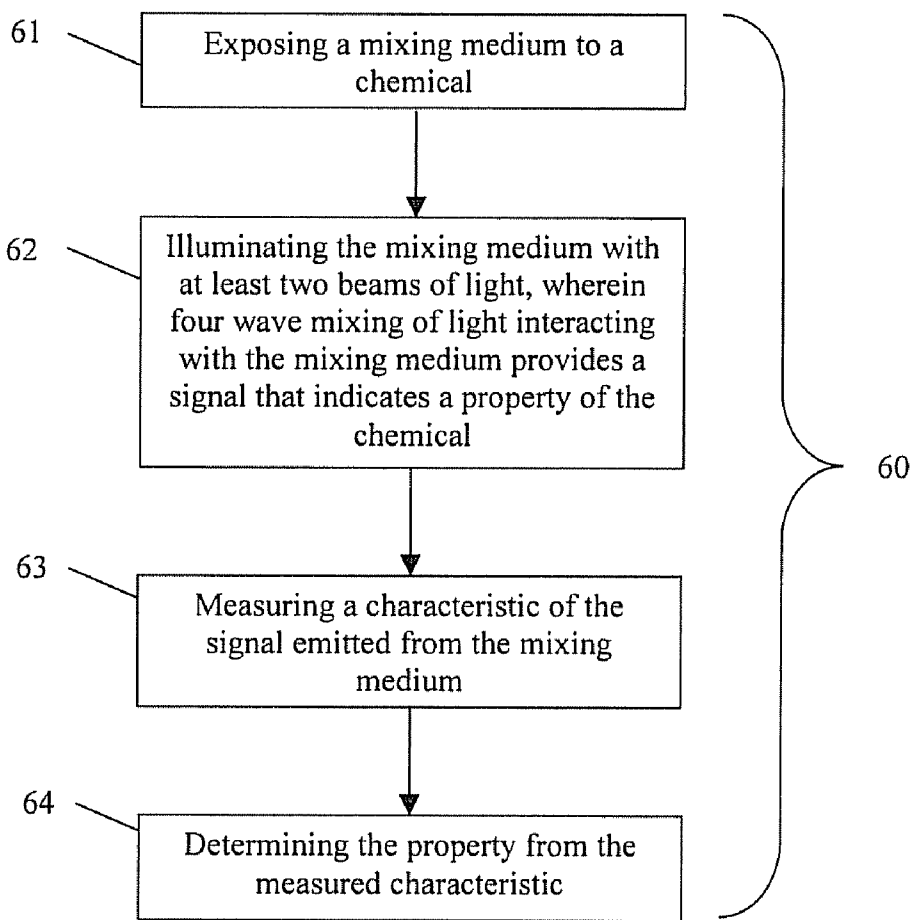 61
Exposing a mixing medium to a
chemical
62
Illuminating the mixing medium with
at least two beams of light, wherein
four wave mixing of light interacting
with the mixing medium provides a
signal that indicates a property of the
chemical
60
63
Measuring a characteristic of the
signal emitted from the mixing
medium
64
Determining the property from the
measured characteristic